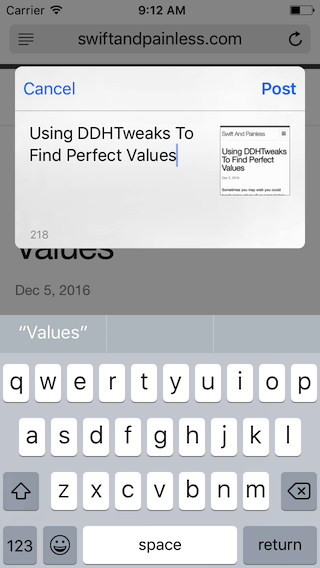 Carrier 9:12 AM
swiftandpainless.com
Cancel Post
Using DDHTweaks To
Find Perfect Values
Swift And Painless
Using DDHTweaks
To Find Perfect
Values
Dec 5, 2016
Sometimes you may wish you could
218
Values
Dec 5, 2016
“Values”
q w e r t y u i o p
a s d f g h j k l
z x c v b n m
123 space return